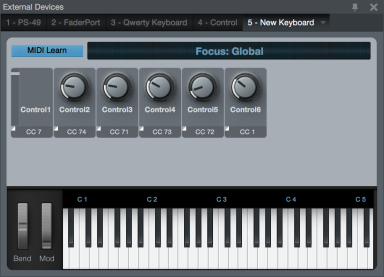 External Devices
1 - PS-49 2 - FaderPort 3 - Qwerty Keyboard 4 - Control 5 - New Keyboard
MIDI Learn Focus: Global
Control1 Control2 Control3 Control4 Control5 Control6
CC 7 CC 74 CC 71 CC 73 CC 72 CC 1
C 1 C 2 C 3 C 4 C 5
Bend Mod